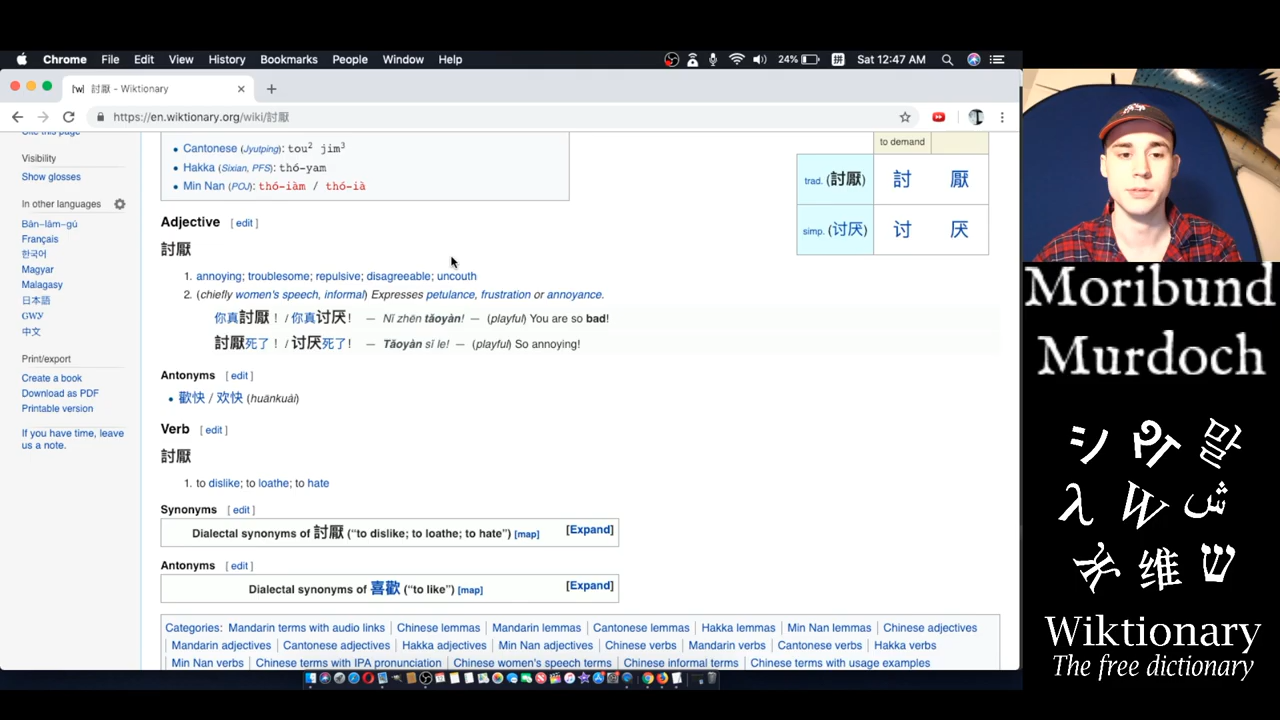 Chrome File Edit View History Bookmarks People Window Help 24% Sat 12:47 AM
[w] 討厭 - Wiktionary
https://en.wiktionary.org/wiki/討厭
Cite this page
Visibility
Show glosses
In other languages
Bân-lâm-gú
Français
한국어
Magyar
Malagasy
日本語
ᏣᎳᎩ
中文
Print/export
Create a book
Download as PDF
Printable version
If you have time, leave
us a note.
• Cantonese (Jyutping): tou² jim³
• Hakka (Sixian, PFS): thó-yam
• Min Nan (POJ): thó-iàm / thó-ià
to demand
trad. (討厭) 討 厭
simp. (讨厌) 讨 厌
Adjective [ edit ]
討厭
1. annoying; troublesome; repulsive; disagreeable; uncouth
2. (chiefly women's speech, informal) Expresses petulance, frustration or annoyance.
你真討厭！ / 你真讨厌！ — Nǐ zhēn tǎoyàn! — (playful) You are so bad!
討厭死了！ / 讨厌死了！ — Tǎoyàn sǐ le! — (playful) So annoying!
Antonyms [ edit ]
• 歡快 / 欢快 (huānkuài)
Verb [ edit ]
討厭
1. to dislike; to loathe; to hate
Synonyms [ edit ]
Dialectal synonyms of 討厭 (“to dislike; to loathe; to hate”) [map] [Expand]
Antonyms [ edit ]
Dialectal synonyms of 喜歡 (“to like”) [map] [Expand]
Categories: Mandarin terms with audio links | Chinese lemmas | Mandarin lemmas | Cantonese lemmas | Hakka lemmas | Min Nan lemmas | Chinese adjectives
| Mandarin adjectives | Cantonese adjectives | Hakka adjectives | Min Nan adjectives | Chinese verbs | Mandarin verbs | Cantonese verbs | Hakka verbs
| Min Nan verbs | Chinese terms with IPA pronunciation | Chinese women's speech terms | Chinese informal terms | Chinese terms with usage examples
Moribund
Murdoch
シ 말
λ W ش
维 ש
Wiktionary
The free dictionary